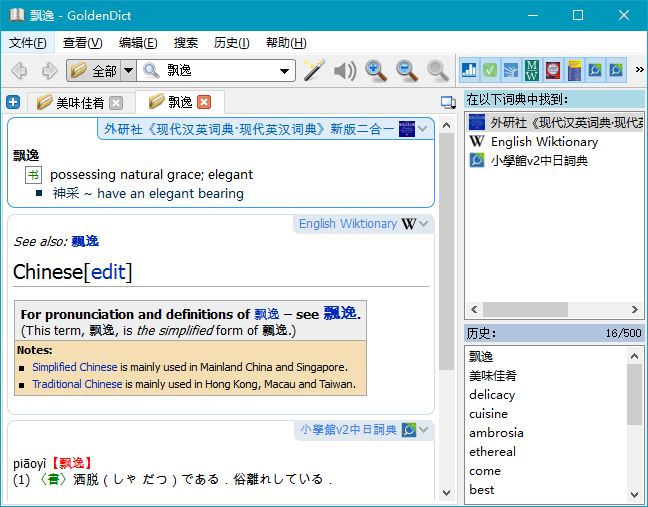 飘逸 - GoldenDict
文件(F) 查看(V) 编辑(E) 搜索 历史(I) 帮助(H)
全部 飘逸
美味佳肴 飘逸
外研社《现代汉英词典·现代英汉词典》新版二合一
飘逸
书 possessing natural grace; elegant
神采 ~ have an elegant bearing
English Wiktionary W
See also: 飄逸
Chinese[edit]
For pronunciation and definitions of 飘逸 – see 飄逸.
(This term, 飘逸, is the simplified form of 飄逸.)
Notes:
Simplified Chinese is mainly used in Mainland China and Singapore.
Traditional Chinese is mainly used in Hong Kong, Macau and Taiwan.
小學館v2中日詞典
piāoyì【飘逸】
(1) 〈書〉洒脱（しゃ だつ）である．俗離れしている．
MW
在以下词典中找到：
外研社《现代汉英词典·现代英
W English Wiktionary
小學館v2中日詞典
历史： 16/500
飘逸
美味佳肴
delicacy
cuisine
ambrosia
ethereal
come
best